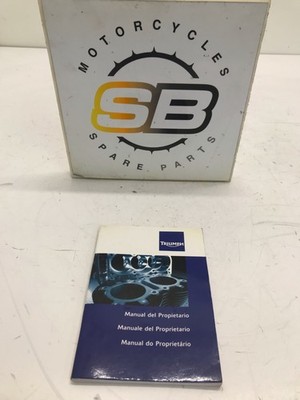 MOTORCYCLES
SB
SPARE PARTS
TRIUMPH
Manual del Propietario
Manuale del Proprietario
Manual do Proprietário